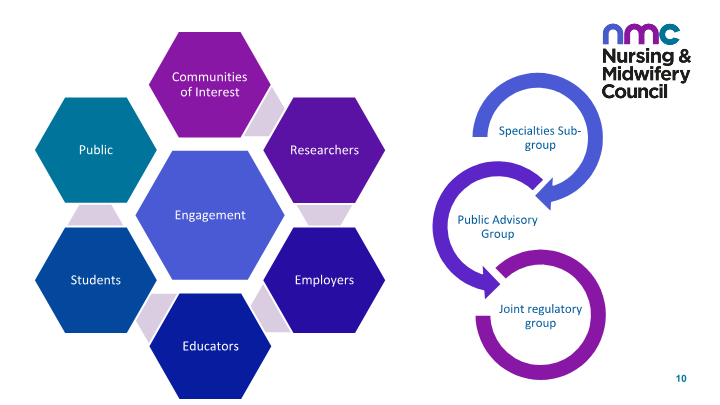 nmc
Nursing &
Midwifery
Council
Communities
of Interest
Public
Researchers
Engagement
Students
Employers
Educators
Specialties Sub-
group
Public Advisory
Group
Joint regulatory
group
10